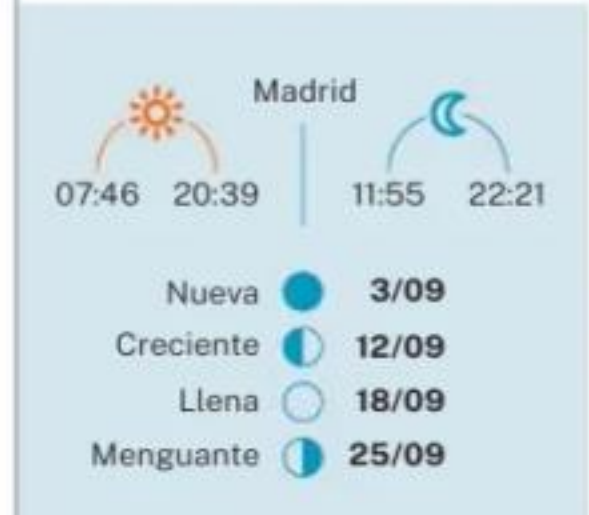 Madrid
07:46 20:39 11:55 22:21
Nueva 3/09
Creciente 12/09
Llena 18/09
Menguante 25/09